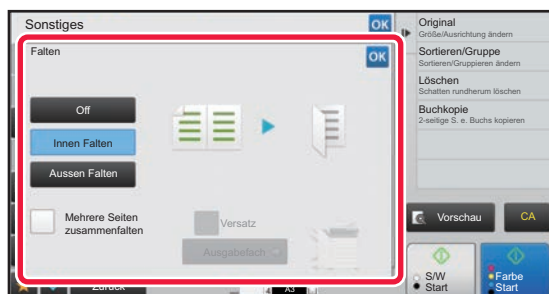 Sonstiges
OK
Falten
OK
Off
Innen Falten
Aussen Falten
Mehrere Seiten
zusammenfalten
Versatz
Ausgabefach
Zurück
A3
Original
Größe/Ausrichtung ändern
Sortieren/Gruppe
Sortieren/Gruppieren ändern
Löschen
Schatten rundherum löschen
Buchkopie
2-seitige S. e. Buchs kopieren
Vorschau
CA
S/W
Start
Farbe
Start